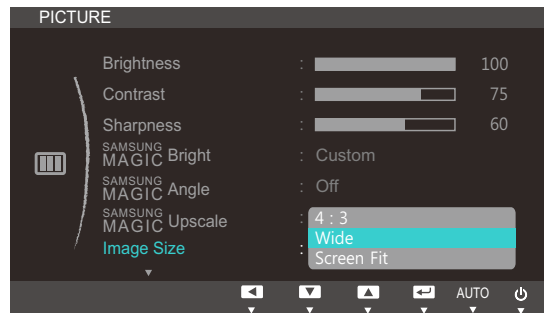 PICTURE
Brightness : 100
Contrast : 75
Sharpness : 60
SAMSUNG
MAGIC Bright : Custom
SAMSUNG
MAGIC Angle : Off
SAMSUNG
MAGIC Upscale :
4 : 3
Wide
Image Size :
Screen Fit
AUTO